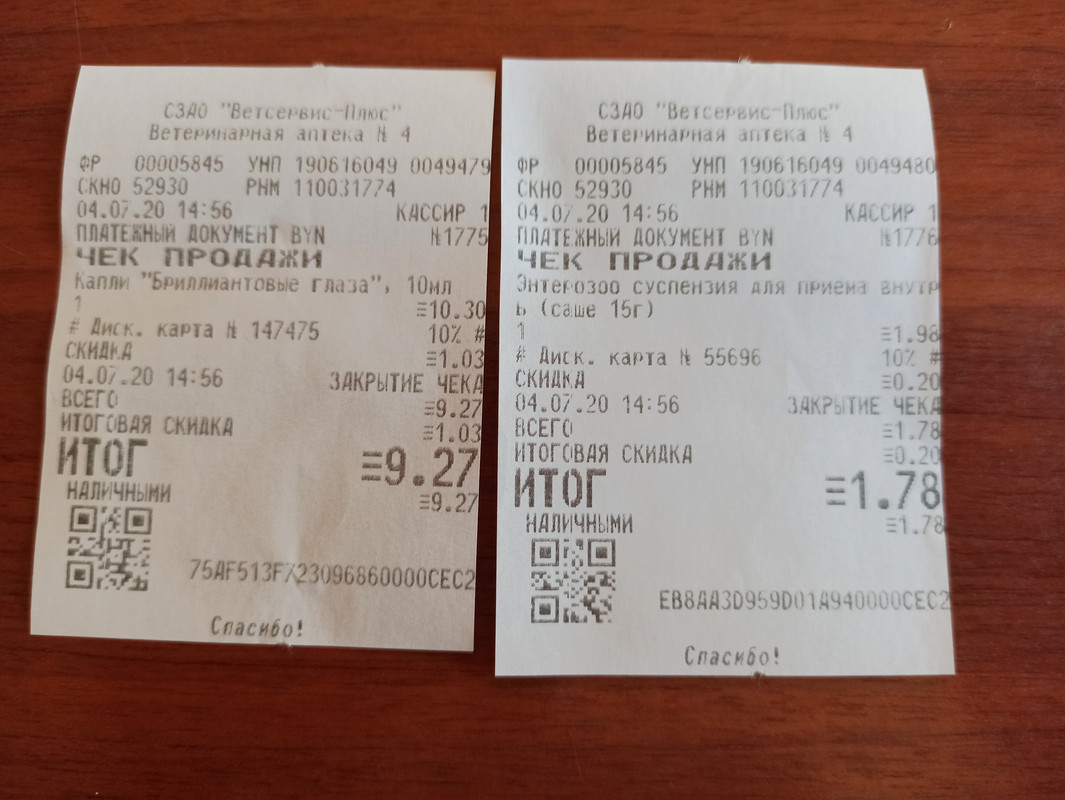 СЗАО "Ветсервис-Плюс"
Ветеринарная аптека № 4
ФР 00005845 УНП 190616049 0049479
СКНО 52930 РНМ 110031774
04.07.20 14:56 КАССИР 1
ПЛАТЕЖНЫЙ ДОКУМЕНТ BYN №1775
ЧЕК ПРОДАЖИ
Капли "Бриллиантовые глаза", 10мл
1 ≡10.30
# Диск. карта № 147475 10% #
СКИДКА ≡1.03
04.07.20 14:56 ЗАКРЫТИЕ ЧЕКА
ВСЕГО ≡9.27
ИТОГОВАЯ СКИДКА ≡1.03
ИТОГ ≡9.27
НАЛИЧНЫМИ ≡9.27
75AF513F723096860000CEC2
Спасибо!
СЗАО "Ветсервис-Плюс"
Ветеринарная аптека № 4
ФР 00005845 УНП 190616049 0049480
СКНО 52930 РНМ 110031774
04.07.20 14:56 КАССИР 1
ПЛАТЕЖНЫЙ ДОКУМЕНТ BYN №1776
ЧЕК ПРОДАЖИ
Энтерозоо суспензия для приема внутр
ь (саше 15г)
1 ≡1.98
# Диск. карта № 55696 10% #
СКИДКА ≡0.20
04.07.20 14:56 ЗАКРЫТИЕ ЧЕКА
ВСЕГО ≡1.78
ИТОГОВАЯ СКИДКА ≡0.20
ИТОГ ≡1.78
НАЛИЧНЫМИ ≡1.78
EB8AA3D959D01A940000CEC2
Спасибо!